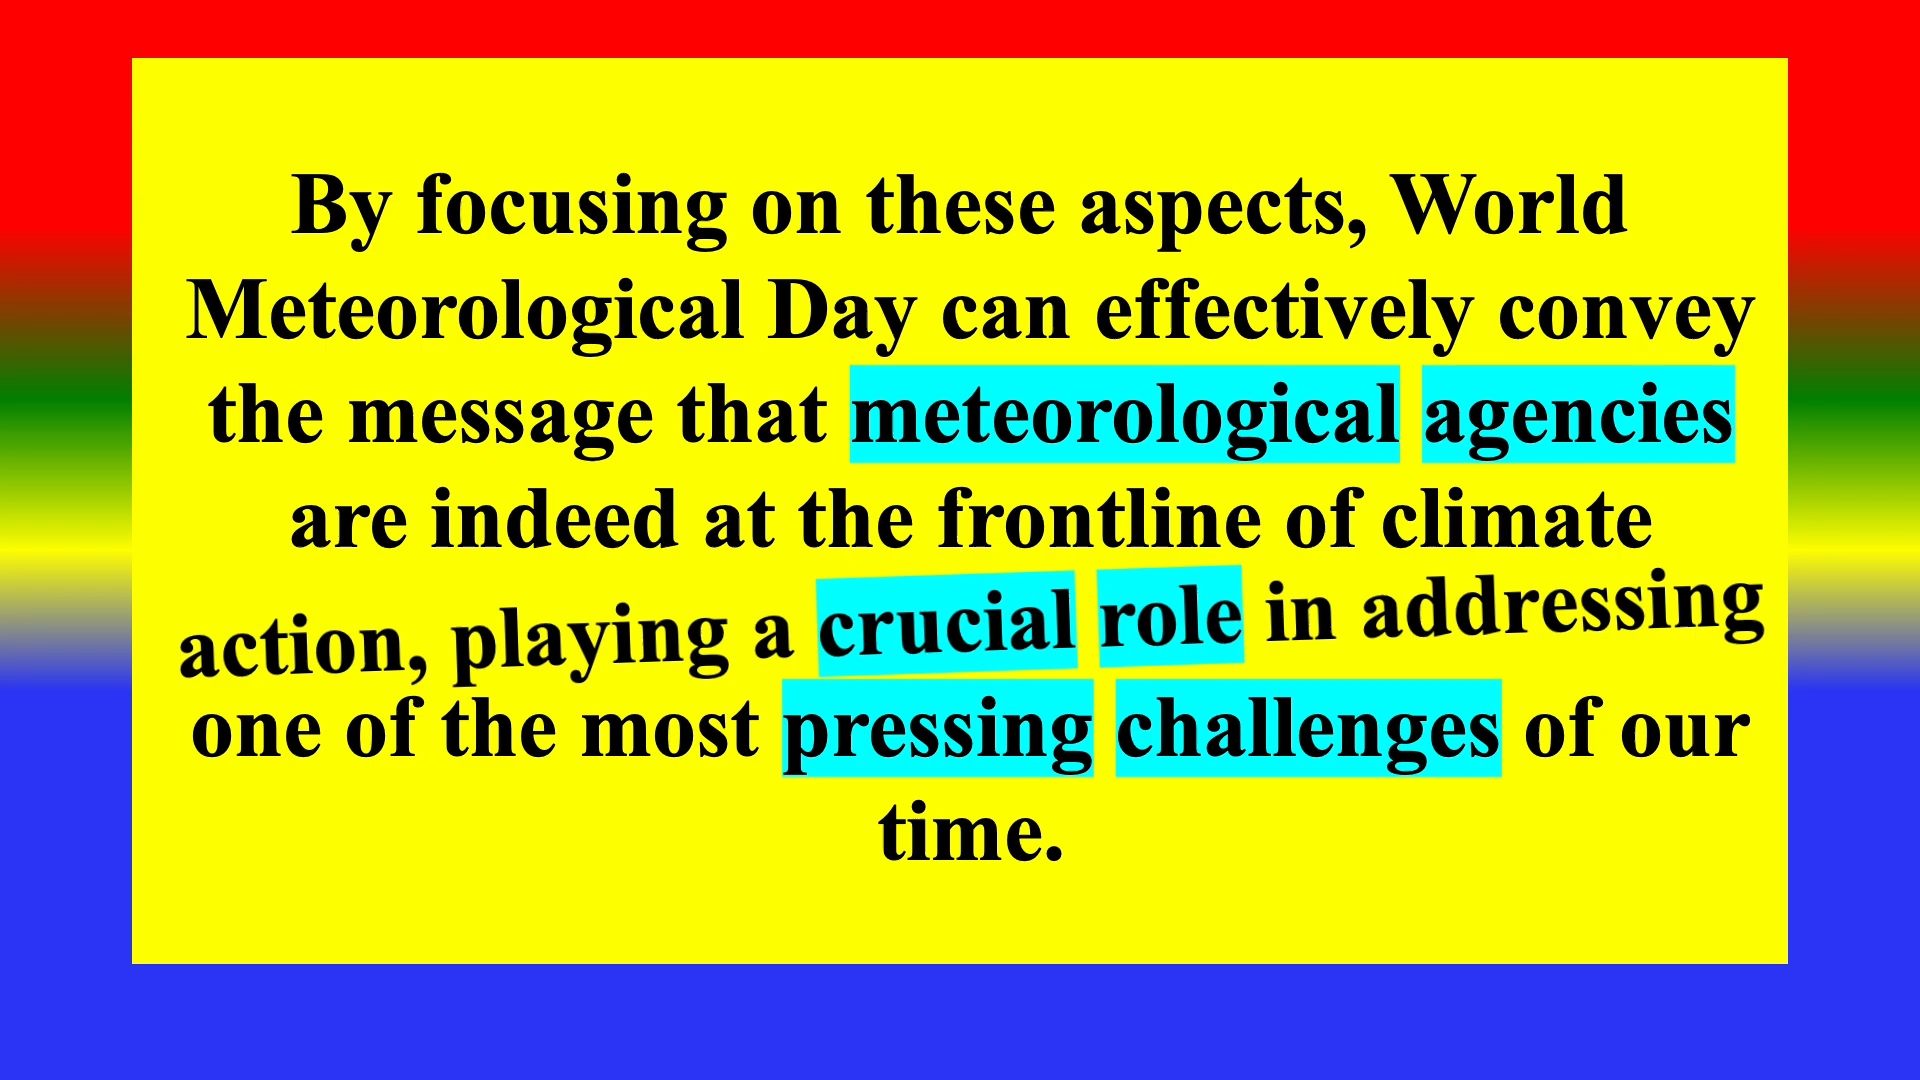 By focusing on these aspects, World
Meteorological Day can effectively convey
the message that meteorological agencies
are indeed at the frontline of climate
action, playing a crucial role in addressing
one of the most pressing challenges of our
time.